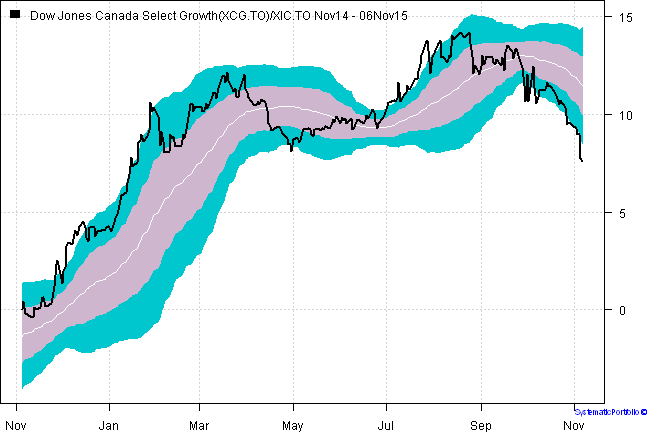 Dow Jones Canada Select Growth(XCG.TO)/XIC.TO Nov14 - 06Nov15
15
10
5
0
Nov Jan Mar May Jul Sep Nov
SystematicPortfolio ©